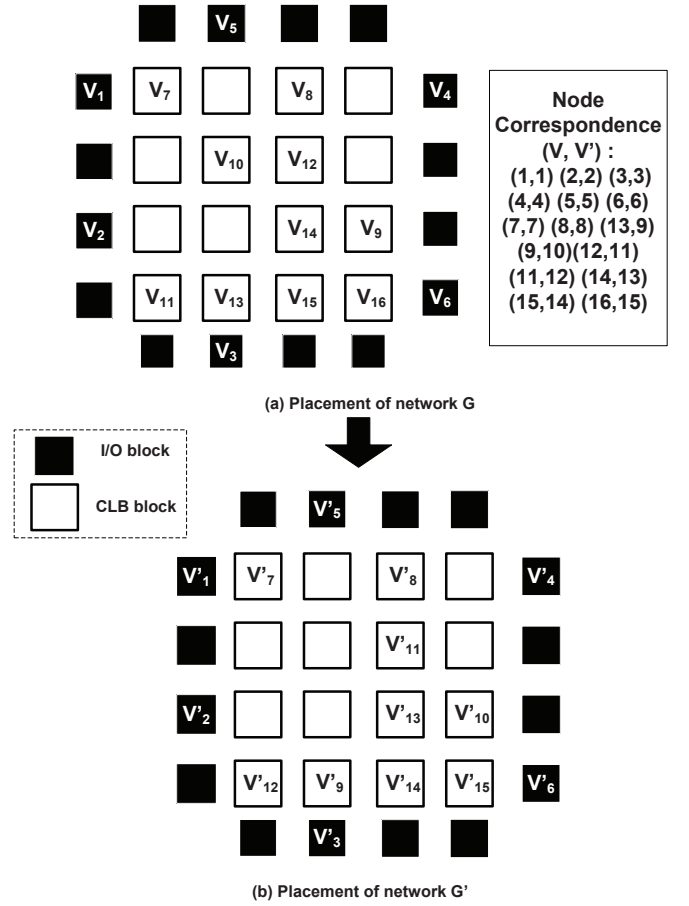 V5
V1 V7 V8 V4
V10 V12
V2 V14 V9
V11 V13 V15 V16 V6
V3
Node
Correspondence
(V, V') :
(1,1) (2,2) (3,3)
(4,4) (5,5) (6,6)
(7,7) (8,8) (13,9)
(9,10)(12,11)
(11,12) (14,13)
(15,14) (16,15)
(a) Placement of network G
I/O block
CLB block
V'5
V'1 V'7 V'8 V'4
V'11
V'2 V'13 V'10
V'12 V'9 V'14 V'15 V'6
V'3
(b) Placement of network G'